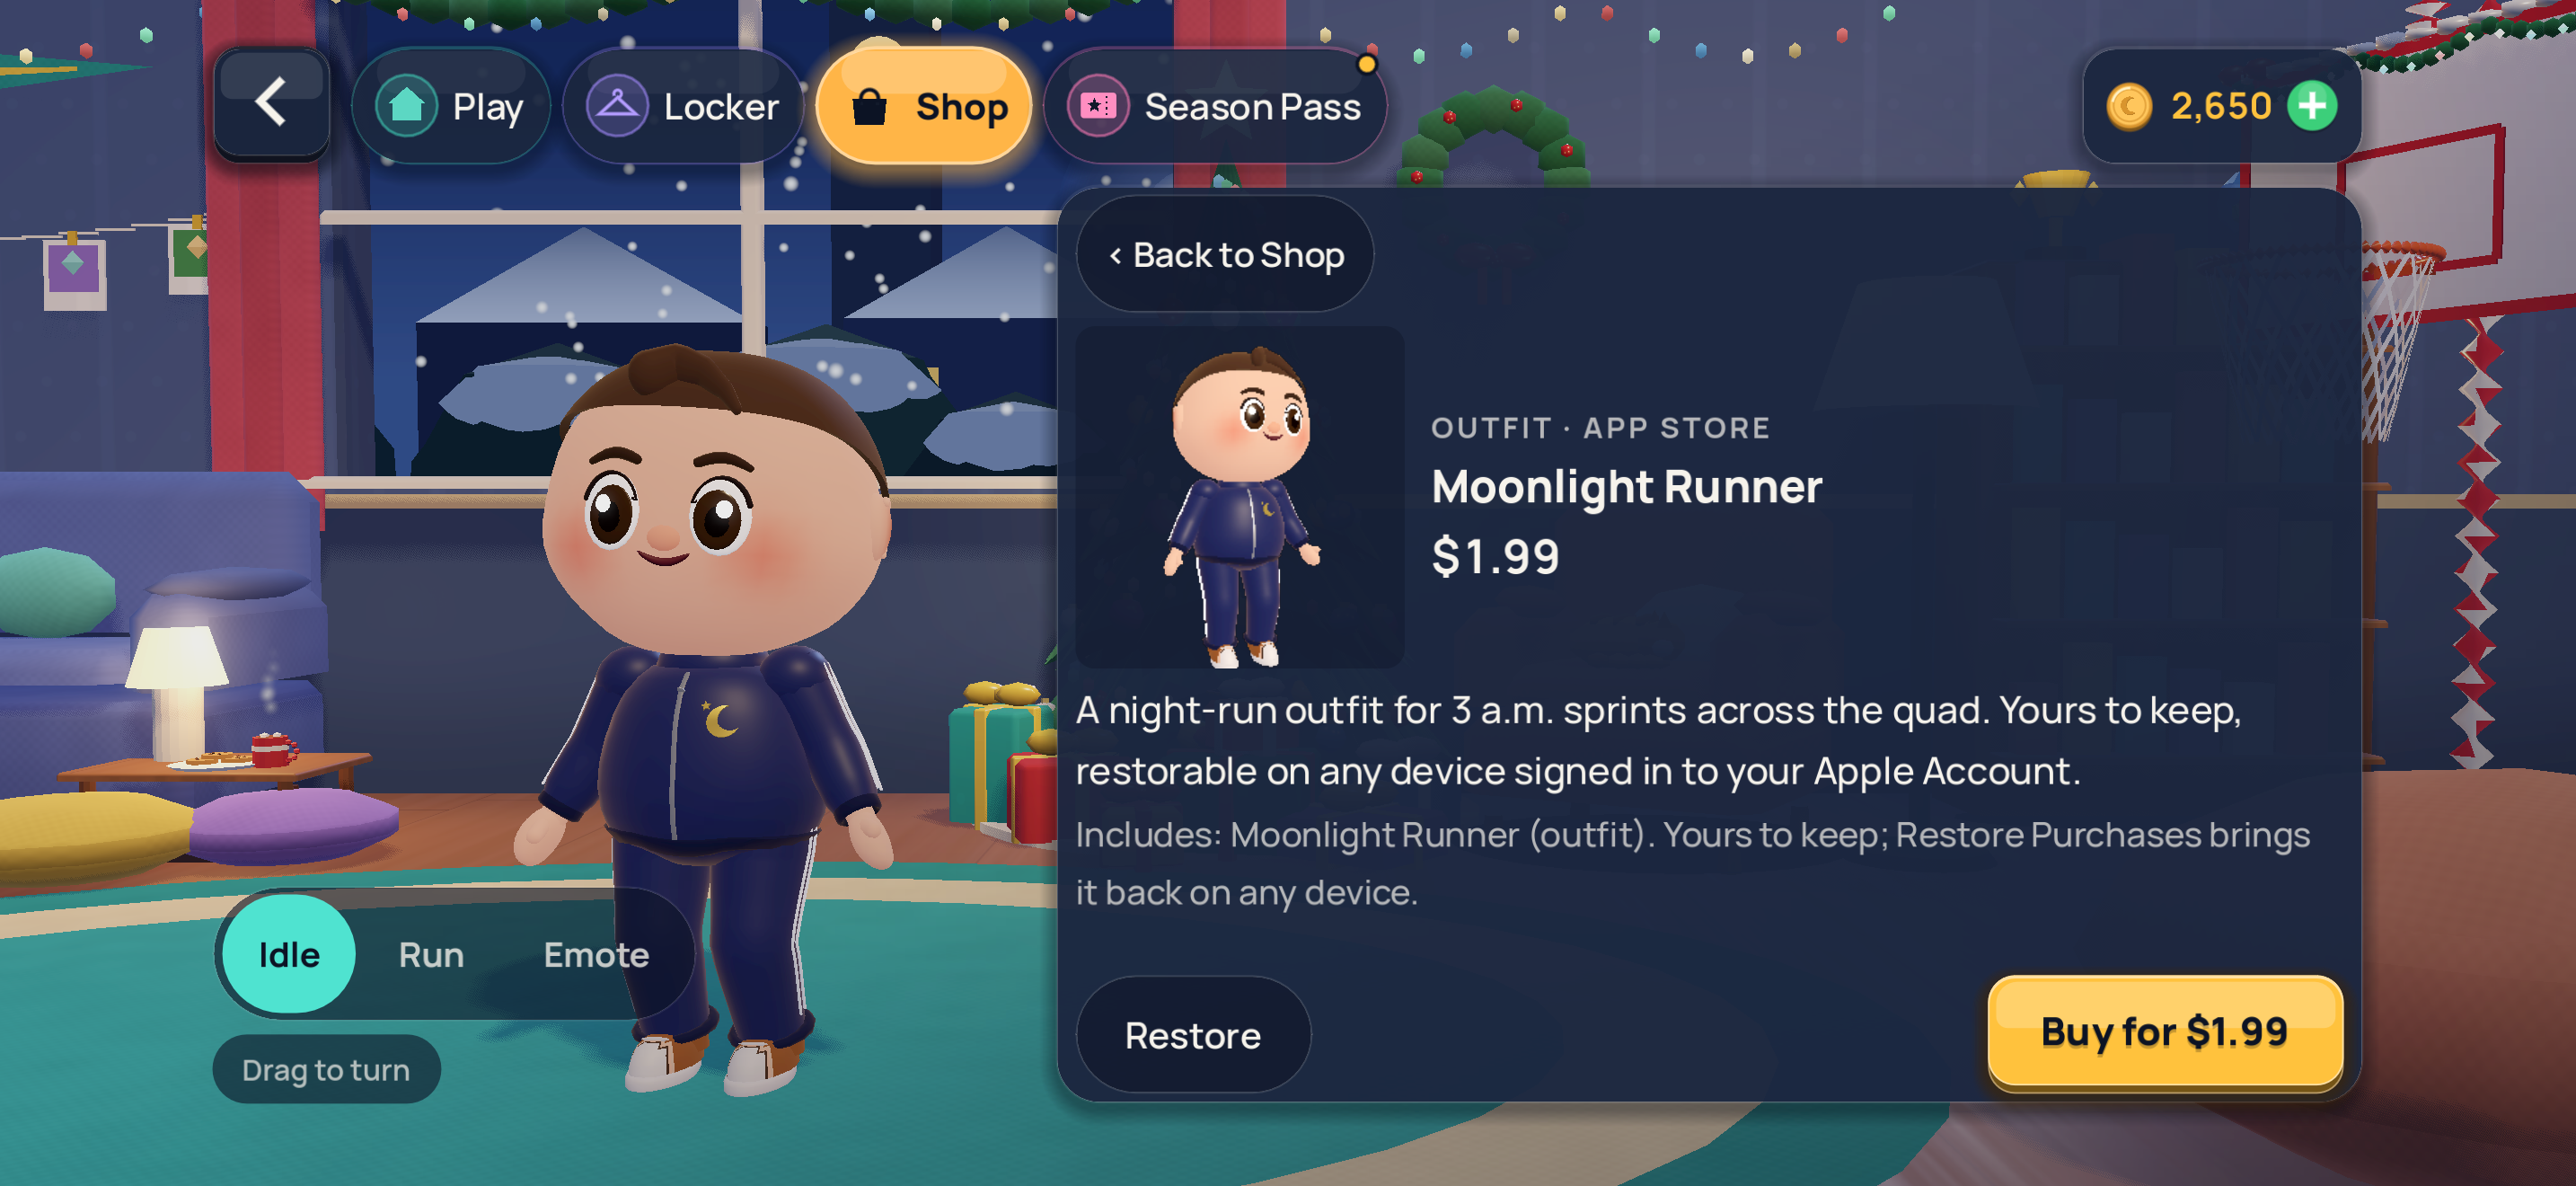 Play
Locker
Shop
Season Pass
2,650
‹ Back to Shop
OUTFIT · APP STORE
Moonlight Runner
$1.99
A night-run outfit for 3 a.m. sprints across the quad. Yours to keep,
restorable on any device signed in to your Apple Account.
Includes: Moonlight Runner (outfit). Yours to keep; Restore Purchases brings
it back on any device.
Idle
Run
Emote
Drag to turn
Restore
Buy for $1.99